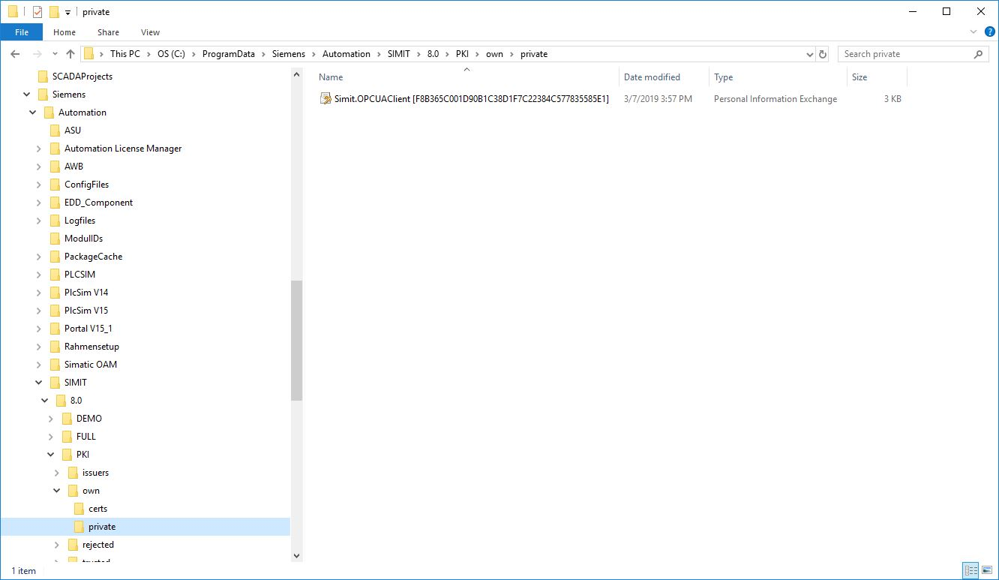 private
File Home Share View
This PC > OS (C:) > ProgramData > Siemens > Automation > SIMIT > 8.0 > PKI > own > private
Search private
Name Date modified Type Size
Simit.OPCUAClient [F8B365C001D90B1C38D1F7C22384C577835585E1] 3/7/2019 3:57 PM Personal Information Exchange 3 KB
SCADAProjects
Siemens
Automation
ASU
Automation License Manager
AWB
ConfigFiles
EDD_Component
Logfiles
ModulIDs
PackageCache
PLCSIM
PlcSim V14
PlcSim V15
Portal V15_1
Rahmensetup
Simatic OAM
SIMIT
8.0
DEMO
FULL
PKI
issuers
own
certs
private
rejected
trusted
1 item